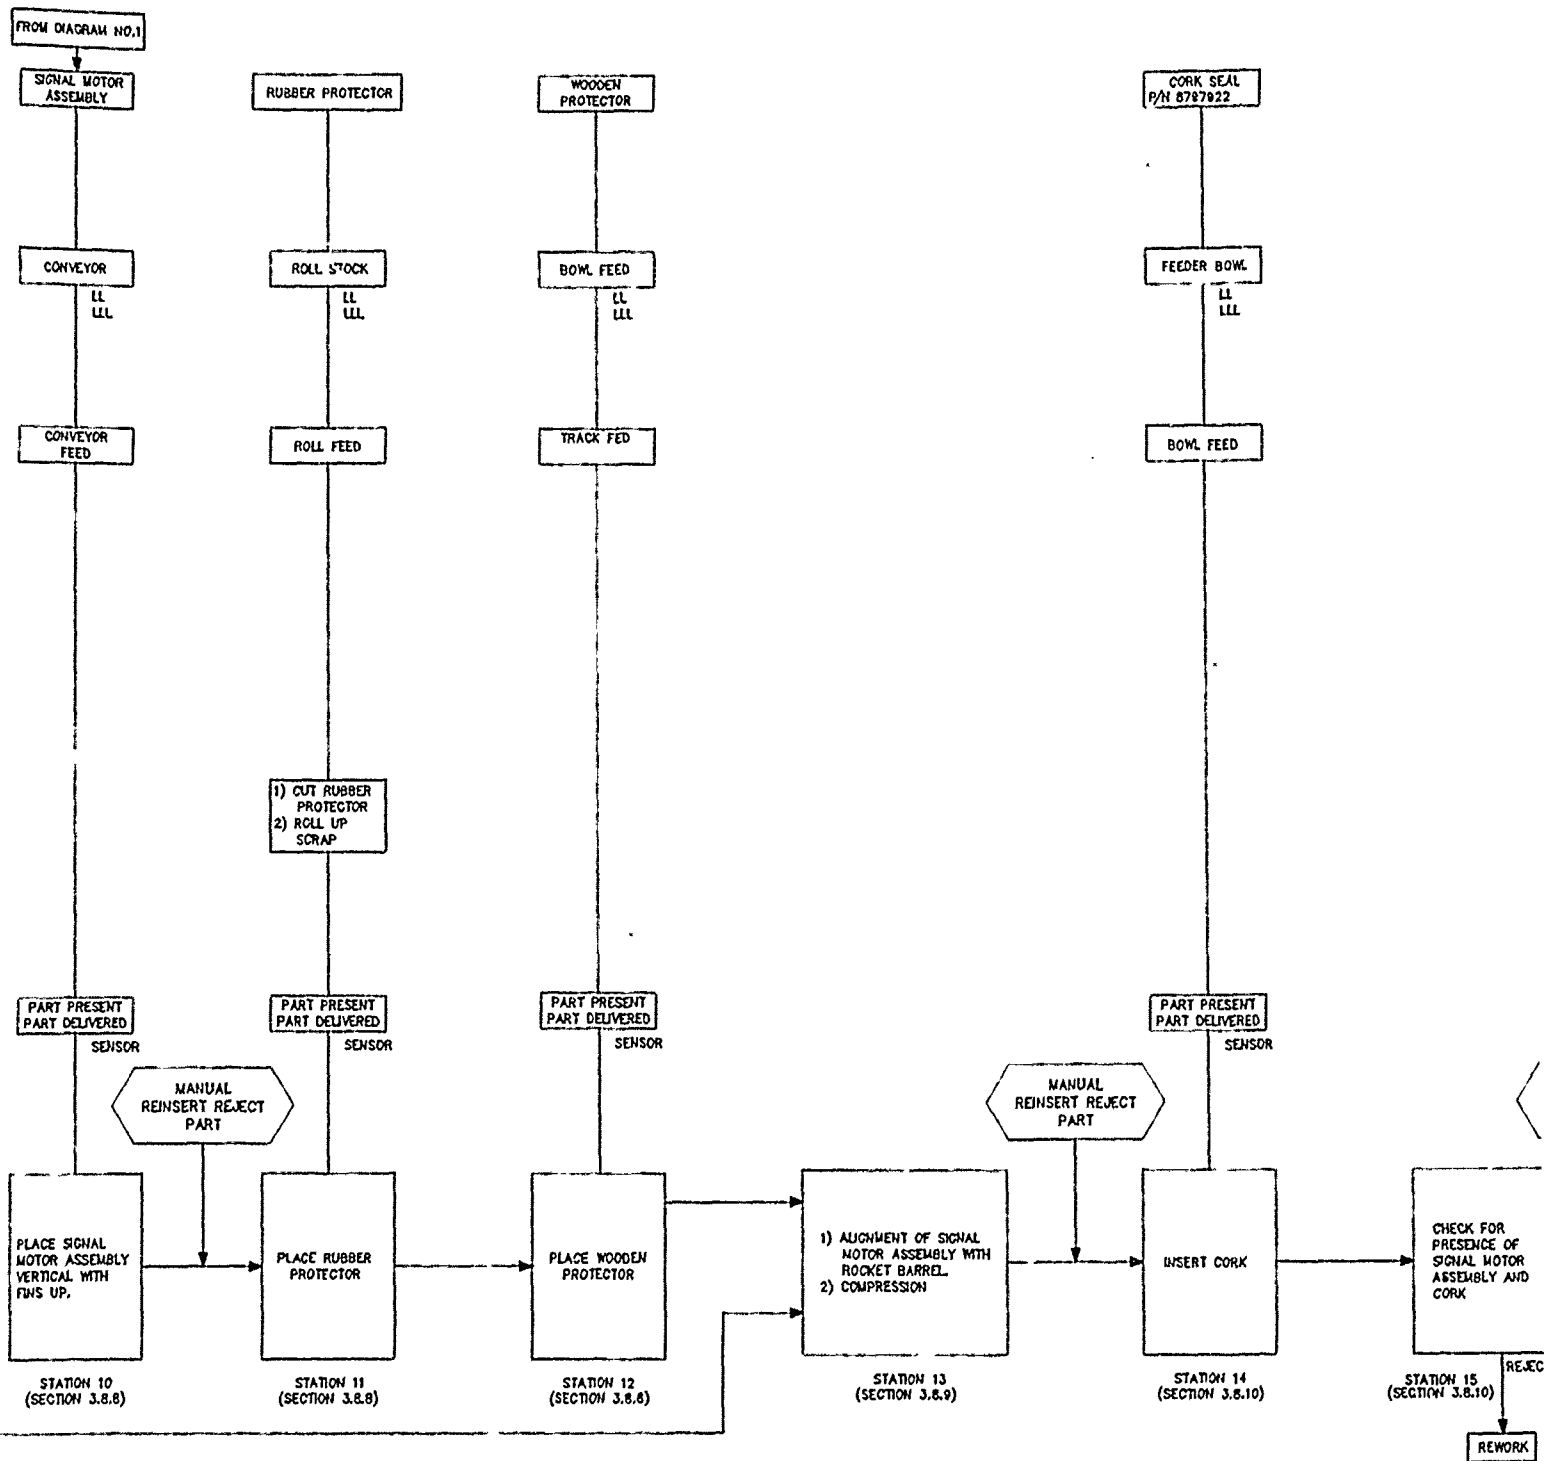 FROM DIAGRAM NO.1
SIGNAL MOTOR
ASSEMBLY
RUBBER PROTECTOR
WOODEN
PROTECTOR
CORK SEAL
P/N 8797922
CONVEYOR
LL
LLL
ROLL STOCK
LL
LLL
BOWL FEED
LL
LLL
FEEDER BOWL
LL
LLL
CONVEYOR
FEED
ROLL FEED
TRACK FED
BOWL FEED
1) CUT RUBBER
PROTECTOR
2) ROLL UP
SCRAP
PART PRESENT
PART DELIVERED
SENSOR
PART PRESENT
PART DELIVERED
SENSOR
PART PRESENT
PART DELIVERED
SENSOR
PART PRESENT
PART DELIVERED
SENSOR
MANUAL
REINSERT REJECT
PART
MANUAL
REINSERT REJECT
PART
PLACE SIGNAL
MOTOR ASSEMBLY
VERTICAL WITH
FINS UP.
PLACE RUBBER
PROTECTOR
PLACE WOODEN
PROTECTOR
1) ALIGNMENT OF SIGNAL
MOTOR ASSEMBLY WITH
ROCKET BARREL
2) COMPRESSION
INSERT CORK
CHECK FOR
PRESENCE OF
SIGNAL MOTOR
ASSEMBLY AND
CORK
STATION 10
(SECTION 3.8.8)
STATION 11
(SECTION 3.8.8)
STATION 12
(SECTION 3.8.8)
STATION 13
(SECTION 3.8.9)
STATION 14
(SECTION 3.8.10)
STATION 15
(SECTION 3.8.10)
REJEC
REWORK